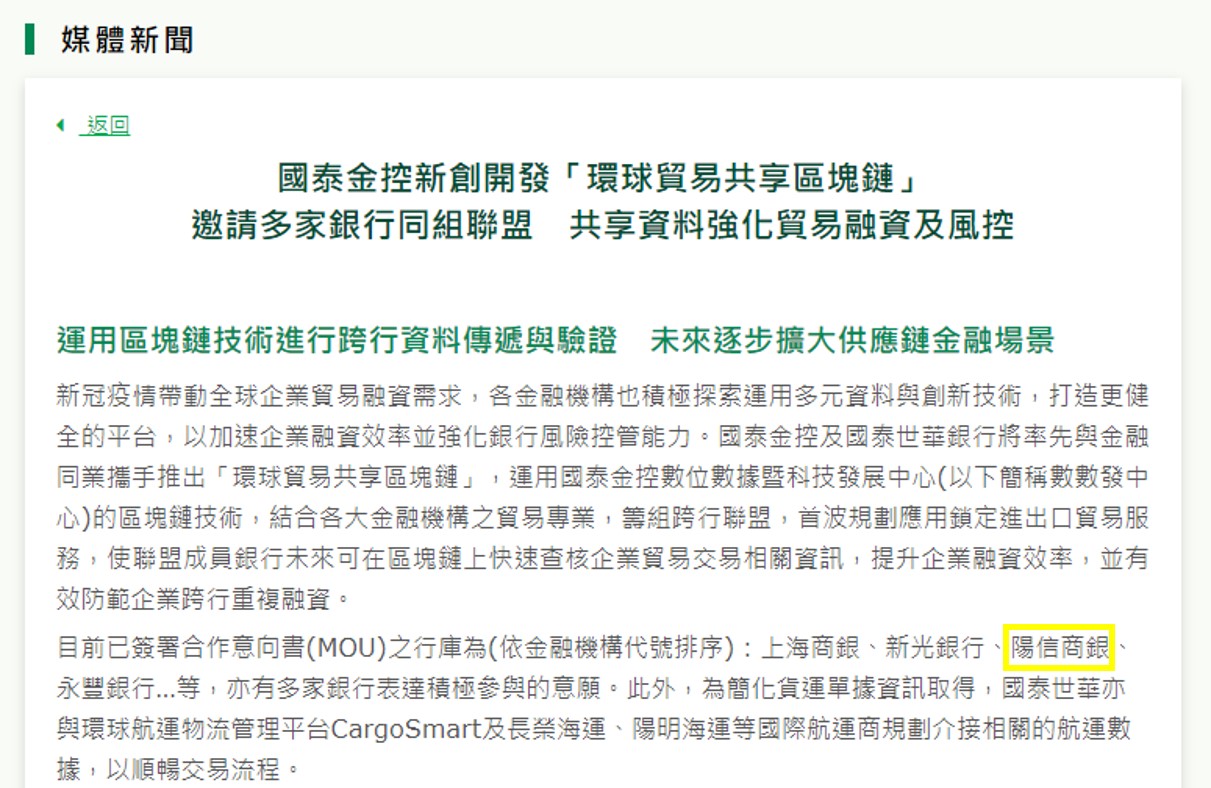 媒體新聞
返回
國泰金控新創開發「環球貿易共享區塊鏈」
邀請多家銀行同組聯盟　共享資料強化貿易融資及風控
運用區塊鏈技術進行跨行資料傳遞與驗證　未來逐步擴大供應鏈金融場景
新冠疫情帶動全球企業貿易融資需求，各金融機構也積極探索運用多元資料與創新技術，打造更健
全的平台，以加速企業融資效率並強化銀行風險控管能力。國泰金控及國泰世華銀行將率先與金融
同業攜手推出「環球貿易共享區塊鏈」，運用國泰金控數位數據暨科技發展中心(以下簡稱數數發中
心)的區塊鏈技術，結合各大金融機構之貿易專業，籌組跨行聯盟，首波規劃應用鎖定進出口貿易服
務，使聯盟成員銀行未來可在區塊鏈上快速查核企業貿易交易相關資訊，提升企業融資效率，並有
效防範企業跨行重複融資。
目前已簽署合作意向書(MOU)之行庫為(依金融機構代號排序)：上海商銀、新光銀行、陽信商銀、
永豐銀行...等，亦有多家銀行表達積極參與的意願。此外，為簡化貨運單據資訊取得，國泰世華亦
與環球航運物流管理平台CargoSmart及長榮海運、陽明海運等國際航運商規劃介接相關的航運數
據，以順暢交易流程。